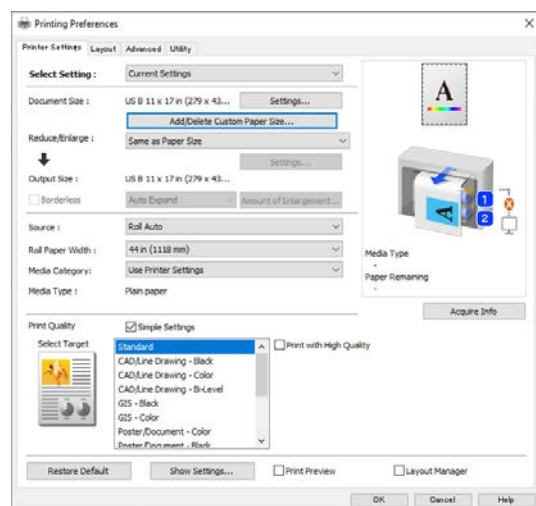 Printing Preferences
Printer Settings Layout Advanced Utility
Select Setting : Current Settings
Document Size : US B 11 x 17 in (279 x 43... Settings...
Add/Delete Custom Paper Size...
Reduce/Enlarge : Same as Paper Size
Settings...
Output Size : US B 11 x 17 in (279 x 43...
Borderless Auto Expand Amount of Enlargement...
Source : Roll Auto
Roll Paper Width : 44 in (1118 mm)
Media Category: Use Printer Settings
Media Type : Plain paper
A
A
1
2
Media Type
-
Paper Remaining
-
Acquire Info
Print Quality Simple Settings
Select Target
Standard
CAD/Line Drawing - Black
CAD/Line Drawing - Color
CAD/Line Drawing - Bi-Level
GIS - Black
GIS - Color
Poster/Document - Color
Poster/Document - Black
Print with High Quality
Restore Default Show Settings... Print Preview Layout Manager
OK Cancel Help